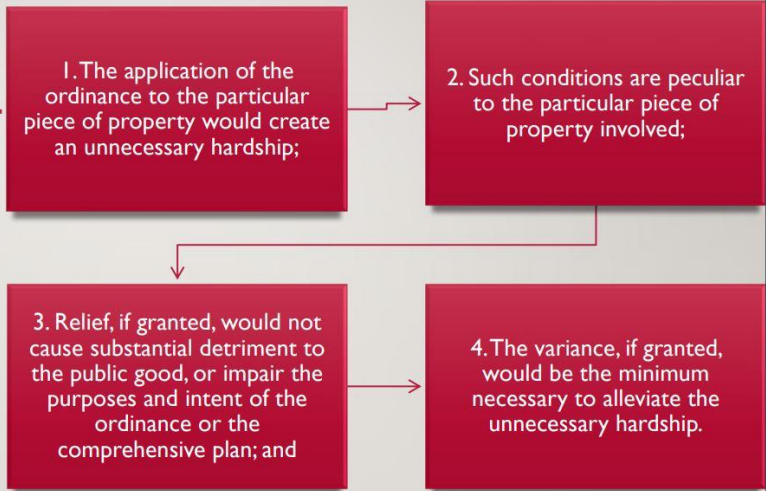 1. The application of the
ordinance to the particular
piece of property would create
an unnecessary hardship;
2. Such conditions are peculiar
to the particular piece of
property involved;
3. Relief, if granted, would not
cause substantial detriment to
the public good, or impair the
purposes and intent of the
ordinance or the
comprehensive plan; and
4. The variance, if granted,
would be the minimum
necessary to alleviate the
unnecessary hardship.